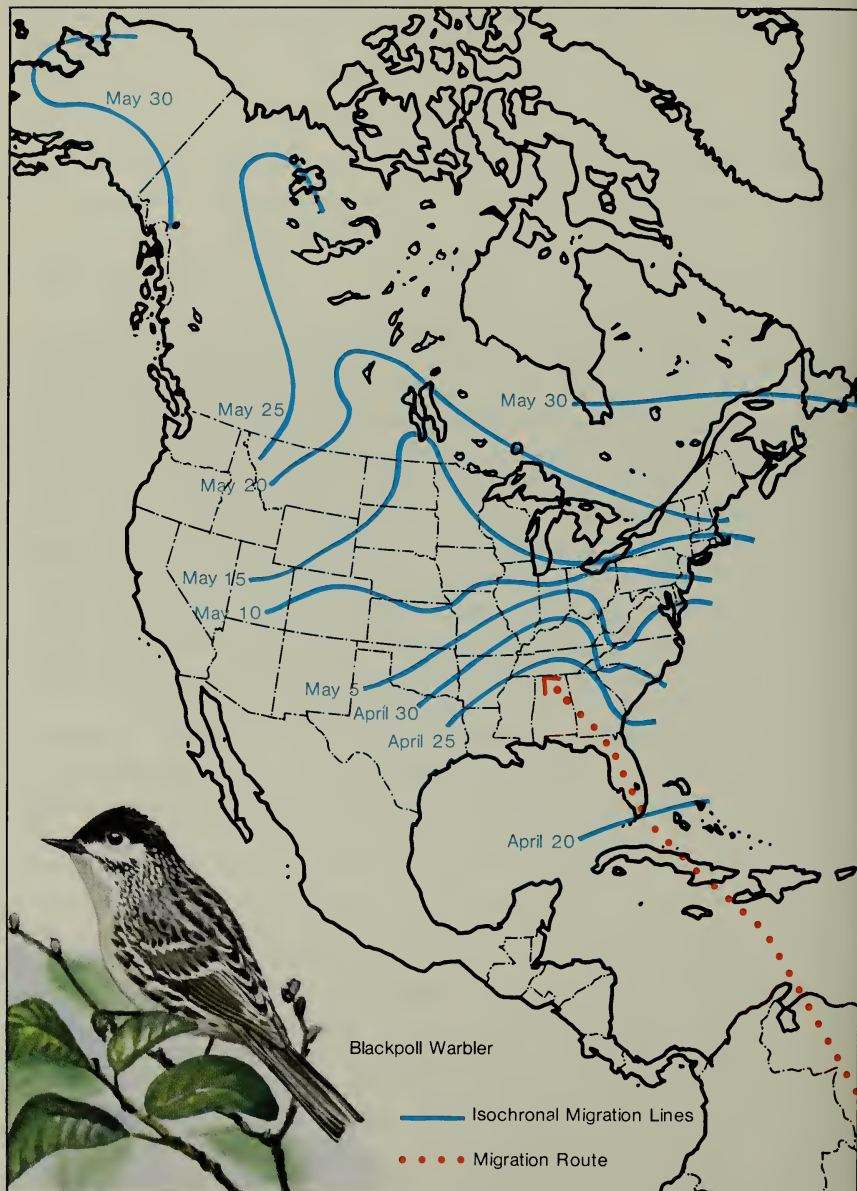 May 30
May 25
May 30
May 20
May 15
May 10
May 5
April 30
April 25
April 20
Blackpoll Warbler
Isochronal Migration Lines
Migration Route